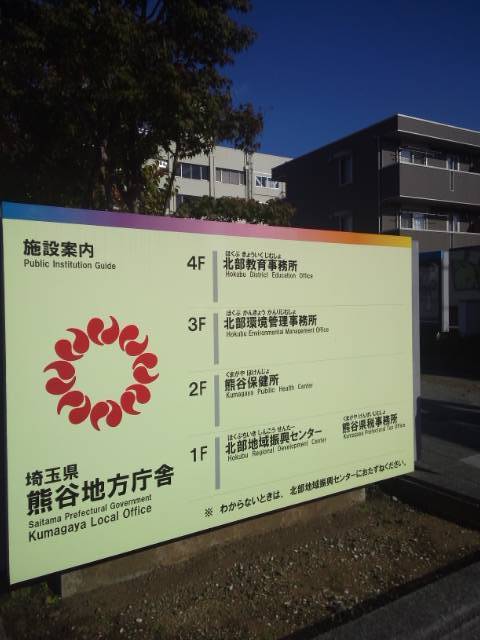 施設案内
Public Institution Guide
埼玉県
熊谷地方庁舎
Saitama Prefectural Government
Kumagaya Local Office
4F
ほくぶ きょういく じむしょ
北部教育事務所
Hokubu District Education Office
3F
ほくぶ かんきょう かんりじむしょ
北部環境管理事務所
Hokubu Environmental Management Office
2F
くまがや ほけんじょ
熊谷保健所
Kumagaya Public Health Center
1F
ほくぶちいき しんこう せんたー
北部地域振興センター
Hokubu Regional Development Center
くまがや けんぜい じむしょ
熊谷県税事務所
Kumagaya Prefectural Tax Office
※ わからないときは、北部地域振興センターにおたずねください。